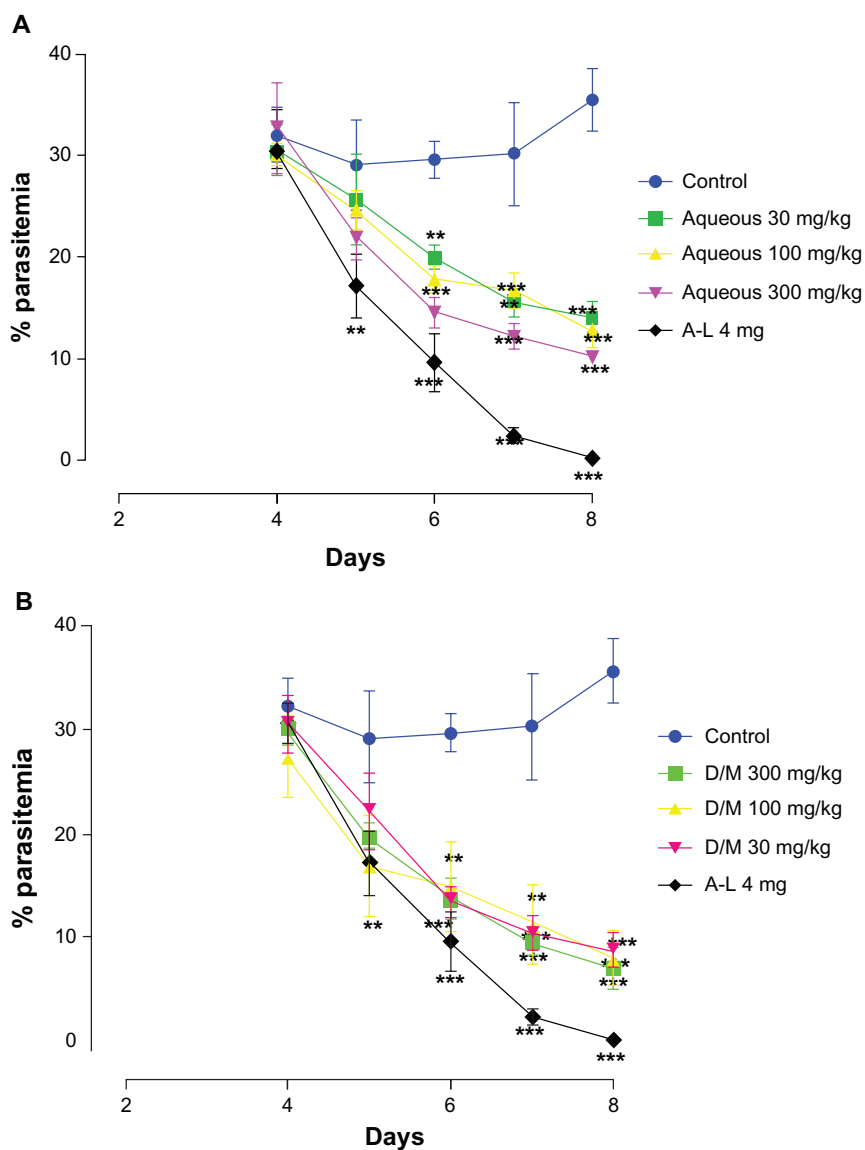 A
40
30
20
10
0
% parasitemia
**
***
***
**
***
***
**
***
***
***
***
***
2
4
6
8
Days
Control
Aqueous 30 mg/kg
Aqueous 100 mg/kg
Aqueous 300 mg/kg
A-L 4 mg
B
40
30
20
10
0
% parasitemia
**
**
**
***
***
***
***
***
***
***
***
***
2
4
6
8
Days
Control
D/M 300 mg/kg
D/M 100 mg/kg
D/M 30 mg/kg
A-L 4 mg